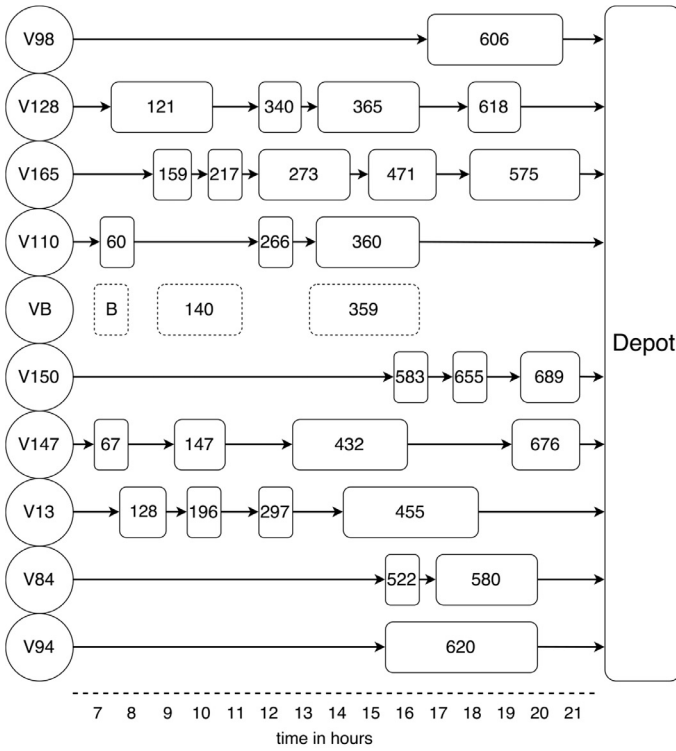 V98 606
V128 121 340 365 618
V165 159 217 273 471 575
V110 60 266 360
VB B 140 359
Depot
V150 583 655 689
V147 67 147 432 676
V13 128 196 297 455
V84 522 580
V94 620
7 8 9 10 11 12 13 14 15 16 17 18 19 20 21
time in hours